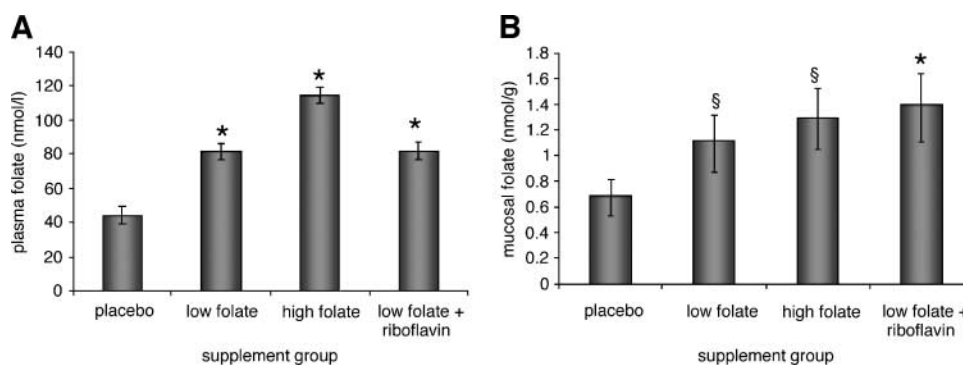 A
140
120
100
80
60
40
20
0
plasma folate (nmol/l)
*
*
*
placebo
low folate
high folate
low folate +
riboflavin
supplement group
B
1.8
1.6
1.4
1.2
1
0.8
0.6
0.4
0.2
0
mucosal folate (nmol/g)
§
§
*
placebo
low folate
high folate
low folate +
riboflavin
supplement group